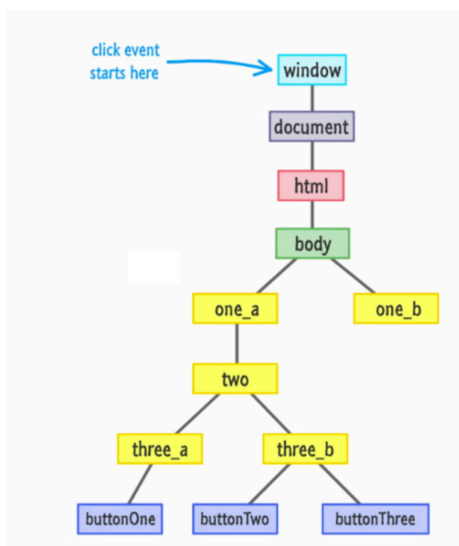 click event
starts here
window
document
html
body
one_a
one_b
two
three_a
three_b
buttonOne
buttonTwo
buttonThree